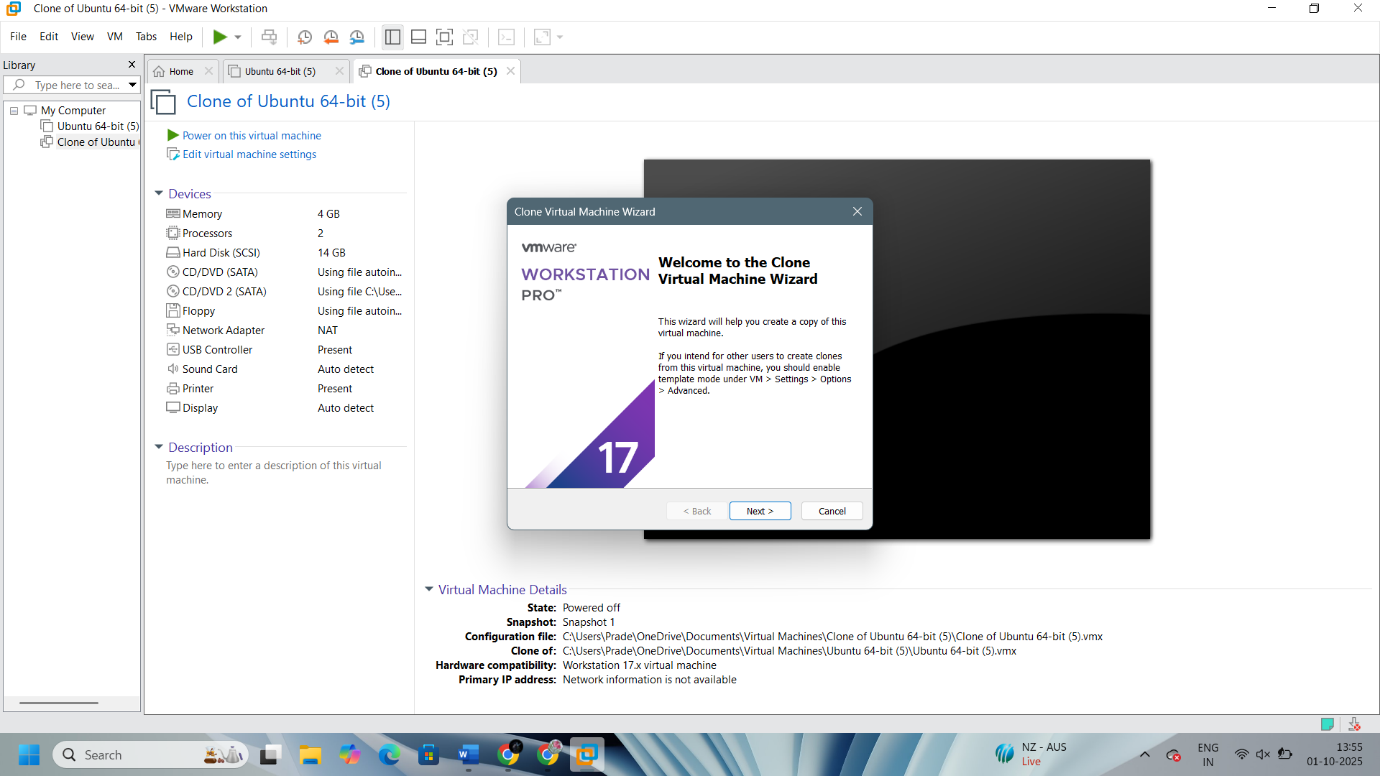 Clone of Ubuntu 64-bit (5) - VMware Workstation
File Edit View VM Tabs Help
Library
Type here to sea...
My Computer
Ubuntu 64-bit (5)
Clone of Ubuntu
Home
Ubuntu 64-bit (5)
Clone of Ubuntu 64-bit (5)
Clone of Ubuntu 64-bit (5)
Power on this virtual machine
Edit virtual machine settings
Devices
Memory 4 GB
Processors 2
Hard Disk (SCSI) 14 GB
CD/DVD (SATA) Using file autoin...
CD/DVD 2 (SATA) Using file C:\Use...
Floppy Using file autoin...
Network Adapter NAT
USB Controller Present
Sound Card Auto detect
Printer Present
Display Auto detect
Description
Type here to enter a description of this virtual
machine.
Clone Virtual Machine Wizard
vmware®
WORKSTATION
PRO™
17
Welcome to the Clone
Virtual Machine Wizard
This wizard will help you create a copy of this
virtual machine.
If you intend for other users to create clones
from this virtual machine, you should enable
template mode under VM > Settings > Options
> Advanced.
< Back Next > Cancel
Virtual Machine Details
State: Powered off
Snapshot: Snapshot 1
Configuration file: C:\Users\Prade\OneDrive\Documents\Virtual Machines\Clone of Ubuntu 64-bit (5)\Clone of Ubuntu 64-bit (5).vmx
Clone of: C:\Users\Prade\OneDrive\Documents\Virtual Machines\Ubuntu 64-bit (5)\Ubuntu 64-bit (5).vmx
Hardware compatibility: Workstation 17.x virtual machine
Primary IP address: Network information is not available
Search
NZ - AUS
Live
ENG
IN
13:55
01-10-2025